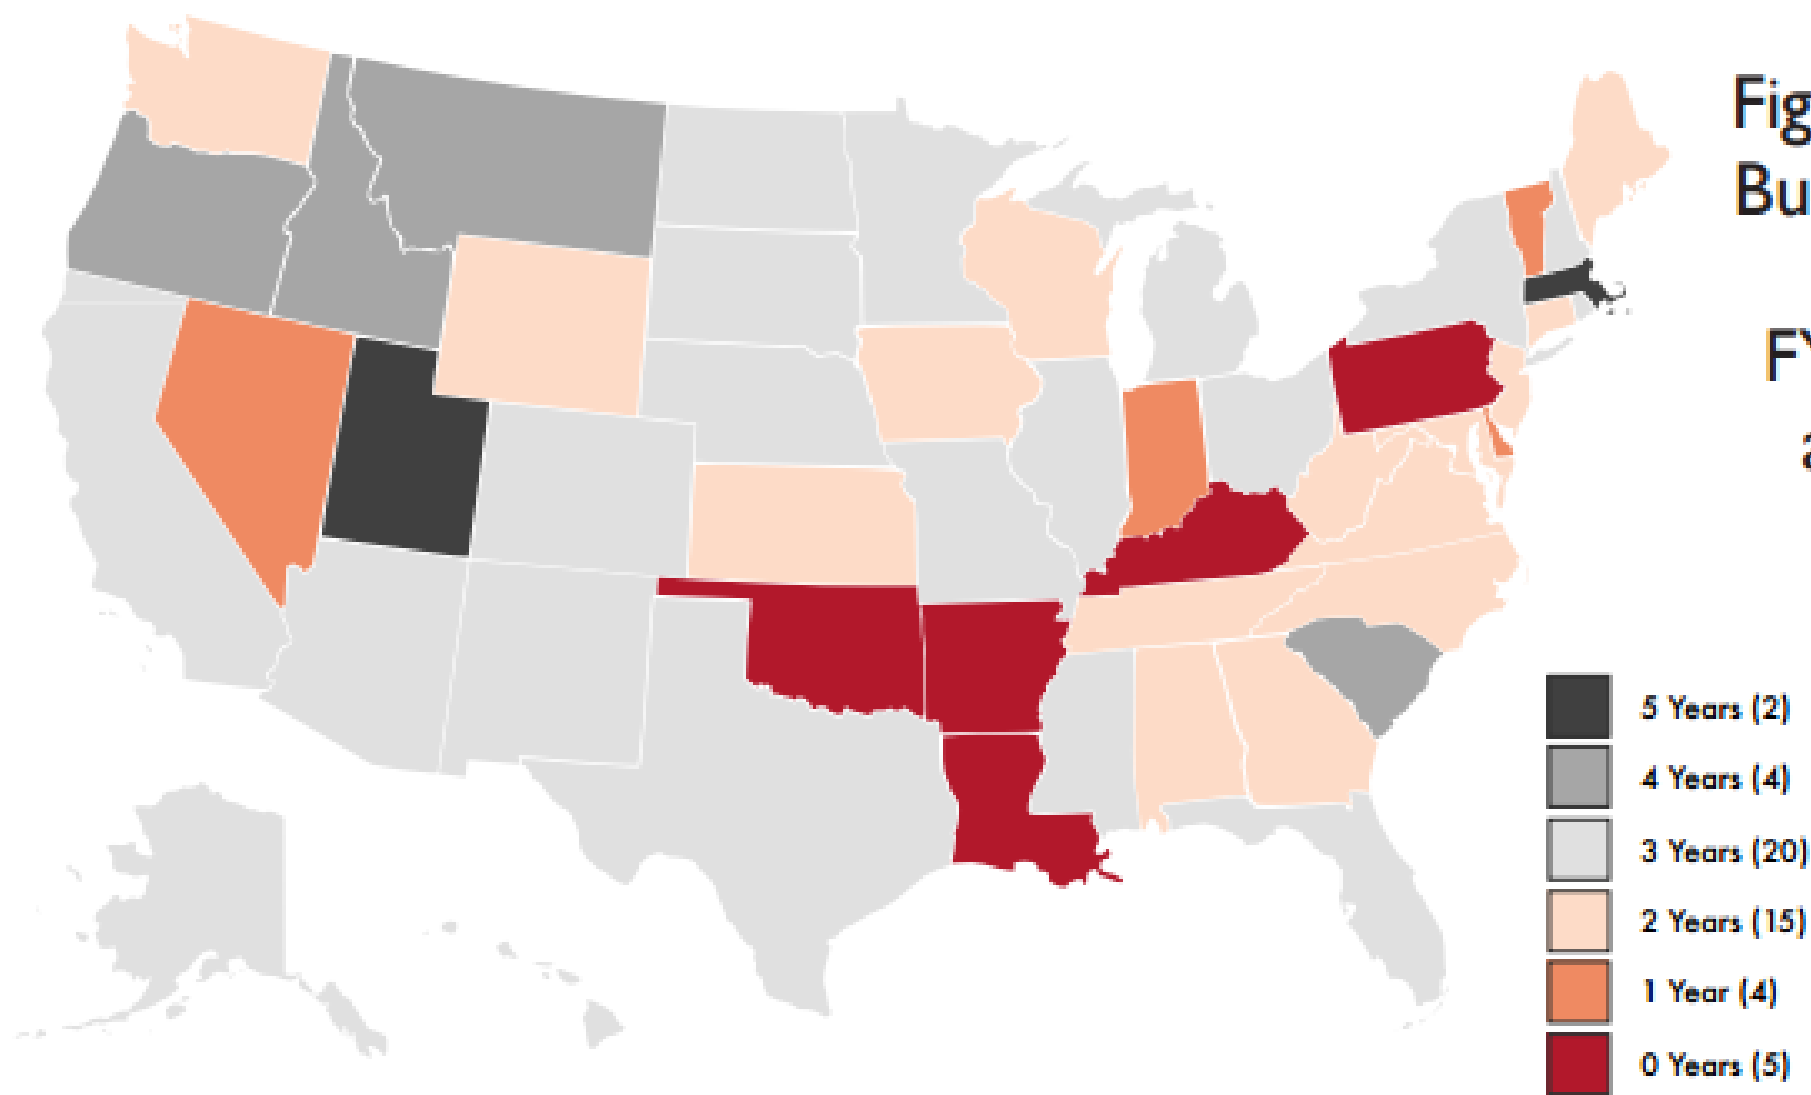 Fig
Bu
FY
a
5 Years (2)
4 Years (4)
3 Years (20)
2 Years (15)
1 Year (4)
0 Years (5)